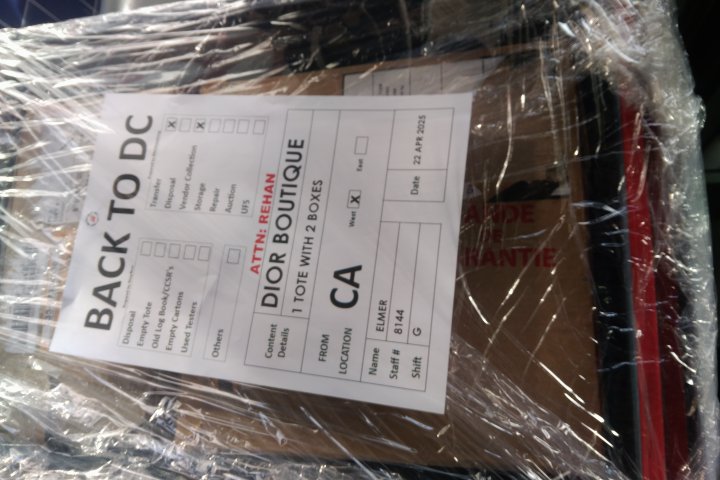 BACK TO DC
Disposal
Empty Tote
Old Log Book/CCSR's
Empty Cartons
Used Testers
Others
Transfer X
Disposal
Vendor Collection X
Storage
Repair
Auction
UFS
ATTN: REHAN
Content Details DIOR BOUTIQUE
1 TOTE WITH 2 BOXES
FROM LOCATION CA West X East
Name ELMER
Staff # 8144 Date 22 APR 2025
Shift G
ANDE
DE
RANTIE